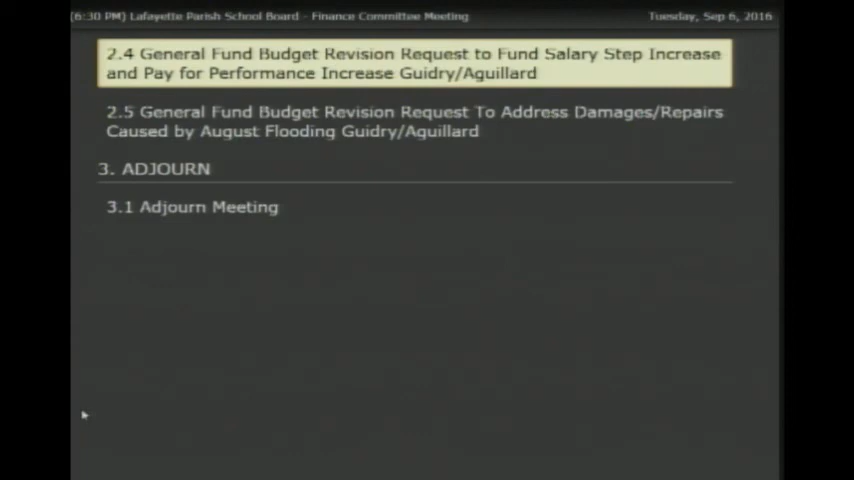 (6:30 PM) Lafayette Parish School Board - Finance Committee Meeting Tuesday, Sep 6, 2016
2.4 General Fund Budget Revision Request to Fund Salary Step Increase
and Pay for Performance Increase Guidry/Aguillard
2.5 General Fund Budget Revision Request To Address Damages/Repairs
Caused by August Flooding Guidry/Aguillard
3. ADJOURN
3.1 Adjourn Meeting